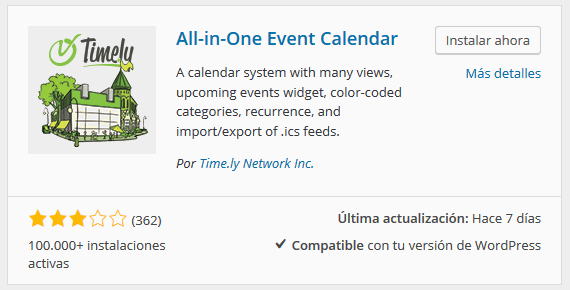 Timely
All-in-One Event Calendar
Instalar ahora
Más detalles
A calendar system with many views,
upcoming events widget, color-coded
categories, recurrence, and
import/export of .ics feeds.
Por Time.ly Network Inc.
(362)
Última actualización: Hace 7 días
100.000+ instalaciones
activas
✔ Compatible con tu versión de WordPress